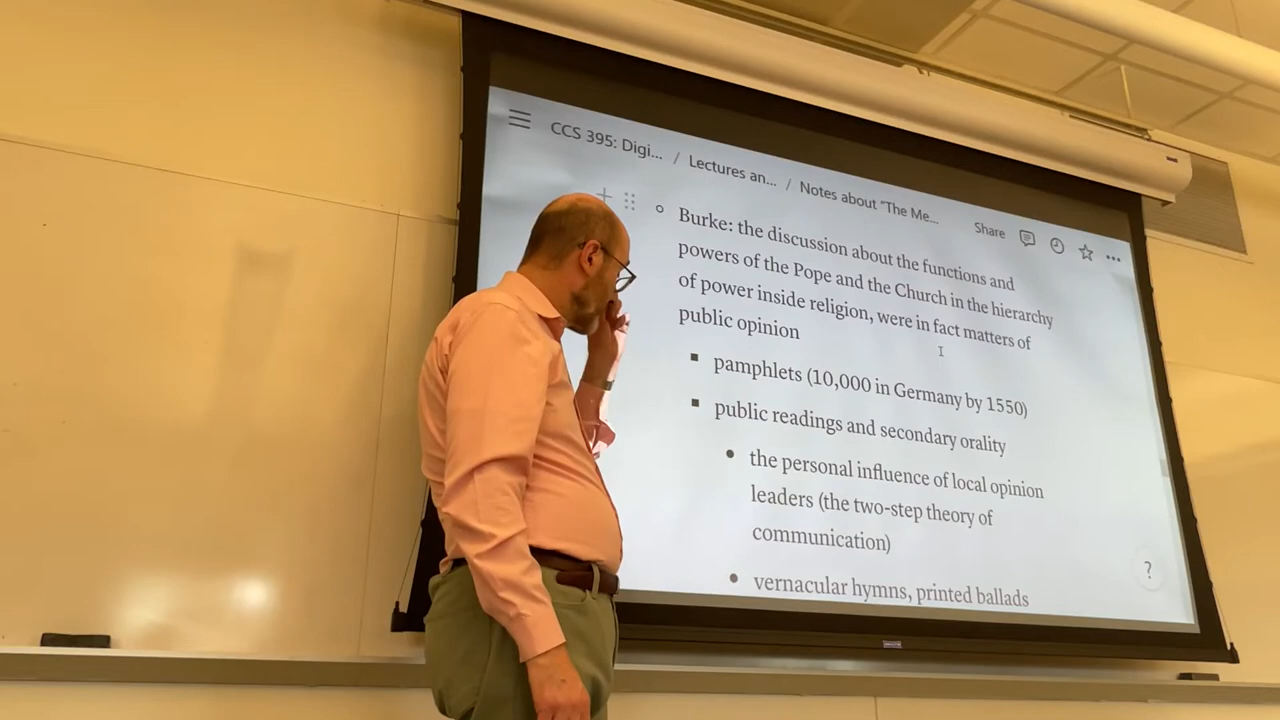 CCS 395: Digi... / Lectures an... / Notes about "The Me...
Share
Burke: the discussion about the functions and
powers of the Pope and the Church in the hierarchy
of power inside religion, were in fact matters of
public opinion
pamphlets (10,000 in Germany by 1550)
public readings and secondary orality
the personal influence of local opinion
leaders (the two-step theory of
communication)
vernacular hymns, printed ballads
?